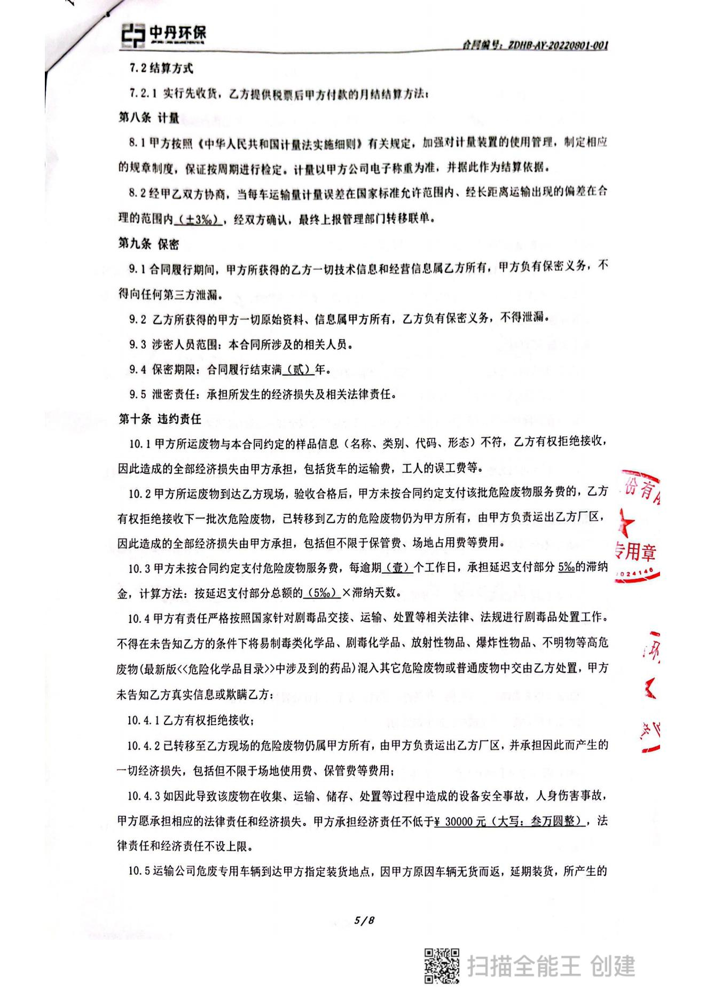 中丹环保
合同编号：ZDHB-AY-20220801-001
7.2结算方式
7.2.1 实行先收货，乙方提供税票后甲方付款的月结结算方法；
第八条 计量
8.1甲方按照《中华人民共和国计量法实施细则》有关规定，加强对计量装置的使用管理，制定相应
的规章制度，保证按周期进行检定。计量以甲方公司电子称重为准，并据此作为结算依据。
8.2经甲乙双方协商，当每车运输量计量误差在国家标准允许范围内、经长距离运输出现的偏差在合
理的范围内（±3‰），经双方确认，最终上报管理部门转移联单。
第九条 保密
9.1合同履行期间，甲方所获得的乙方一切技术信息和经营信息属乙方所有，甲方负有保密义务，不
得向任何第三方泄漏。
9.2 乙方所获得的甲方一切原始资料、信息属甲方所有，乙方负有保密义务，不得泄漏。
9.3 涉密人员范围：本合同所涉及的相关人员。
9.4 保密期限：合同履行结束满（贰）年。
9.5 泄密责任：承担所发生的经济损失及相关法律责任。
第十条 违约责任
10.1甲方所运废物与本合同约定的样品信息（名称、类别、代码、形态）不符，乙方有权拒绝接收，
因此造成的全部经济损失由甲方承担，包括货车的运输费，工人的误工费等。
10.2甲方所运废物到达乙方现场，验收合格后，甲方未按合同约定支付该批危险废物服务费的，乙方
有权拒绝接收下一批次危险废物，已转移到乙方的危险废物仍为甲方所有，由甲方负责运出乙方厂区，
因此造成的全部经济损失由甲方承担，包括但不限于保管费、场地占用费等费用。
10.3甲方未按合同约定支付危险废物服务费，每逾期（壹）个工作日，承担延迟支付部分 5‰的滞纳
金，计算方法：按延迟支付部分总额的（5‰）×滞纳天数。
10.4甲方有责任严格按照国家针对剧毒品交接、运输、处置等相关法律、法规进行剧毒品处置工作。
不得在未告知乙方的条件下将易制毒类化学品、剧毒化学品、放射性物品、爆炸性物品、不明物等高危
废物(最新版<<危险化学品目录>>中涉及到的药品)混入其它危险废物或普通废物中交由乙方处置，甲方
未告知乙方真实信息或欺瞒乙方：
10.4.1乙方有权拒绝接收；
10.4.2已转移至乙方现场的危险废物仍属甲方所有，由甲方负责运出乙方厂区，并承担因此而产生的
一切经济损失，包括但不限于场地使用费、保管费等费用；
10.4.3如因此导致该废物在收集、运输、储存、处置等过程中造成的设备安全事故，人身伤害事故，
甲方愿承担相应的法律责任和经济损失。甲方承担经济责任不低于¥ 30000 元（大写：叁万圆整），法
律责任和经济责任不设上限。
10.5运输公司危废专用车辆到达甲方指定装货地点，因甲方原因车辆无货而返，延期装货，所产生的
份有限
专用章
024146
环
5/8
扫描全能王 创建